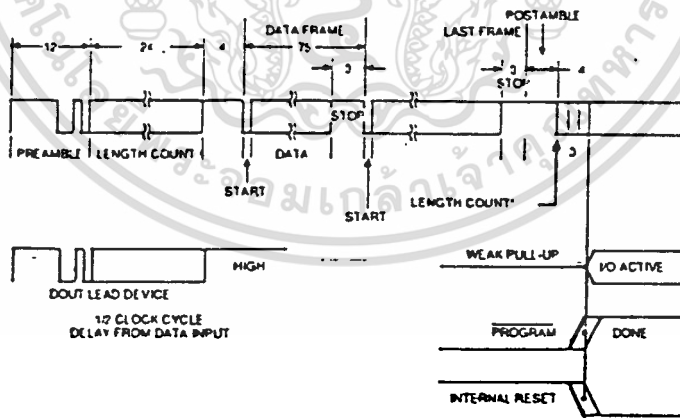 POSTAMBLE
DATA FRAME
LAST FRAME
12
24
4
75
3
3
4
STOP
STOP
PREAMBLE
LENGTH COUNT
DATA
3
START
START
LENGTH COUNT*
HIGH
WEAK PULL-UP
I/O ACTIVE
DOUT LEAD DEVICE
1/2 CLOCK CYCLE
DELAY FROM DATA INPUT
PROGRAM
DONE
INTERNAL RESET